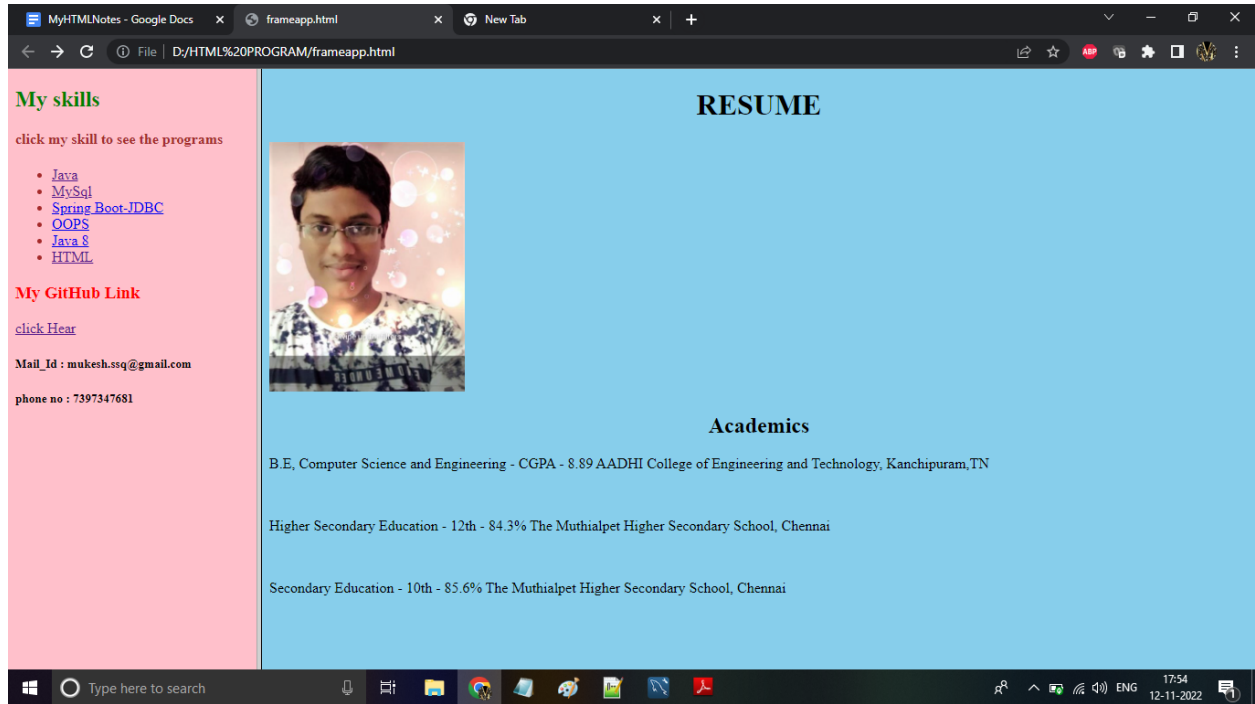 MyHTMLNotes - Google Docs
frameapp.html
New Tab
File
D:/HTML%20PROGRAM/frameapp.html
ABP
My skills
click my skill to see the programs
Java
MySql
Spring Boot-JDBC
OOPS
Java 8
HTML
My GitHub Link
click Hear
Mail_Id : mukesh.ssq@gmail.com
phone no : 7397347681
RESUME
Academics
B.E, Computer Science and Engineering - CGPA - 8.89 AADHI College of Engineering and Technology, Kanchipuram,TN
Higher Secondary Education - 12th - 84.3% The Muthialpet Higher Secondary School, Chennai
Secondary Education - 10th - 85.6% The Muthialpet Higher Secondary School, Chennai
Type here to search
ENG
17:54
12-11-2022
1